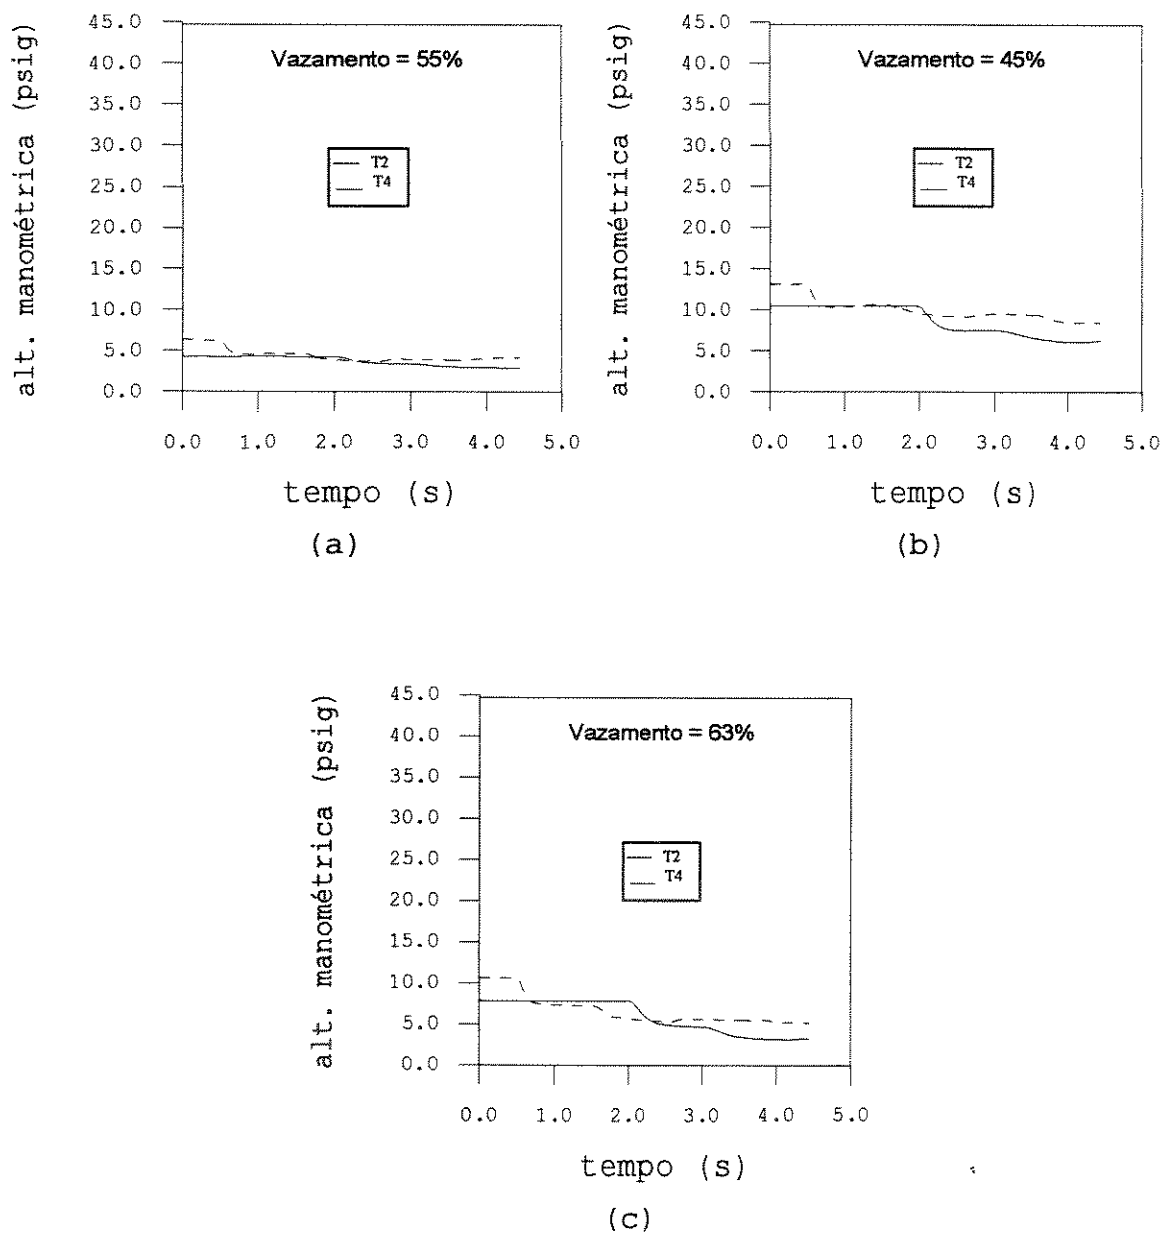 alt. manométrica (psig)
45.0
40.0
35.0
30.0
25.0
20.0
15.0
10.0
5.0
0.0
Vazamento = 55%
T2
T4
0.0 1.0 2.0 3.0 4.0 5.0
tempo (s)
(a)
alt. manométrica (psig)
45.0
40.0
35.0
30.0
25.0
20.0
15.0
10.0
5.0
0.0
Vazamento = 45%
T2
T4
0.0 1.0 2.0 3.0 4.0 5.0
tempo (s)
(b)
alt. manométrica (psig)
45.0
40.0
35.0
30.0
25.0
20.0
15.0
10.0
5.0
0.0
Vazamento = 63%
T2
T4
0.0 1.0 2.0 3.0 4.0 5.0
tempo (s)
(c)